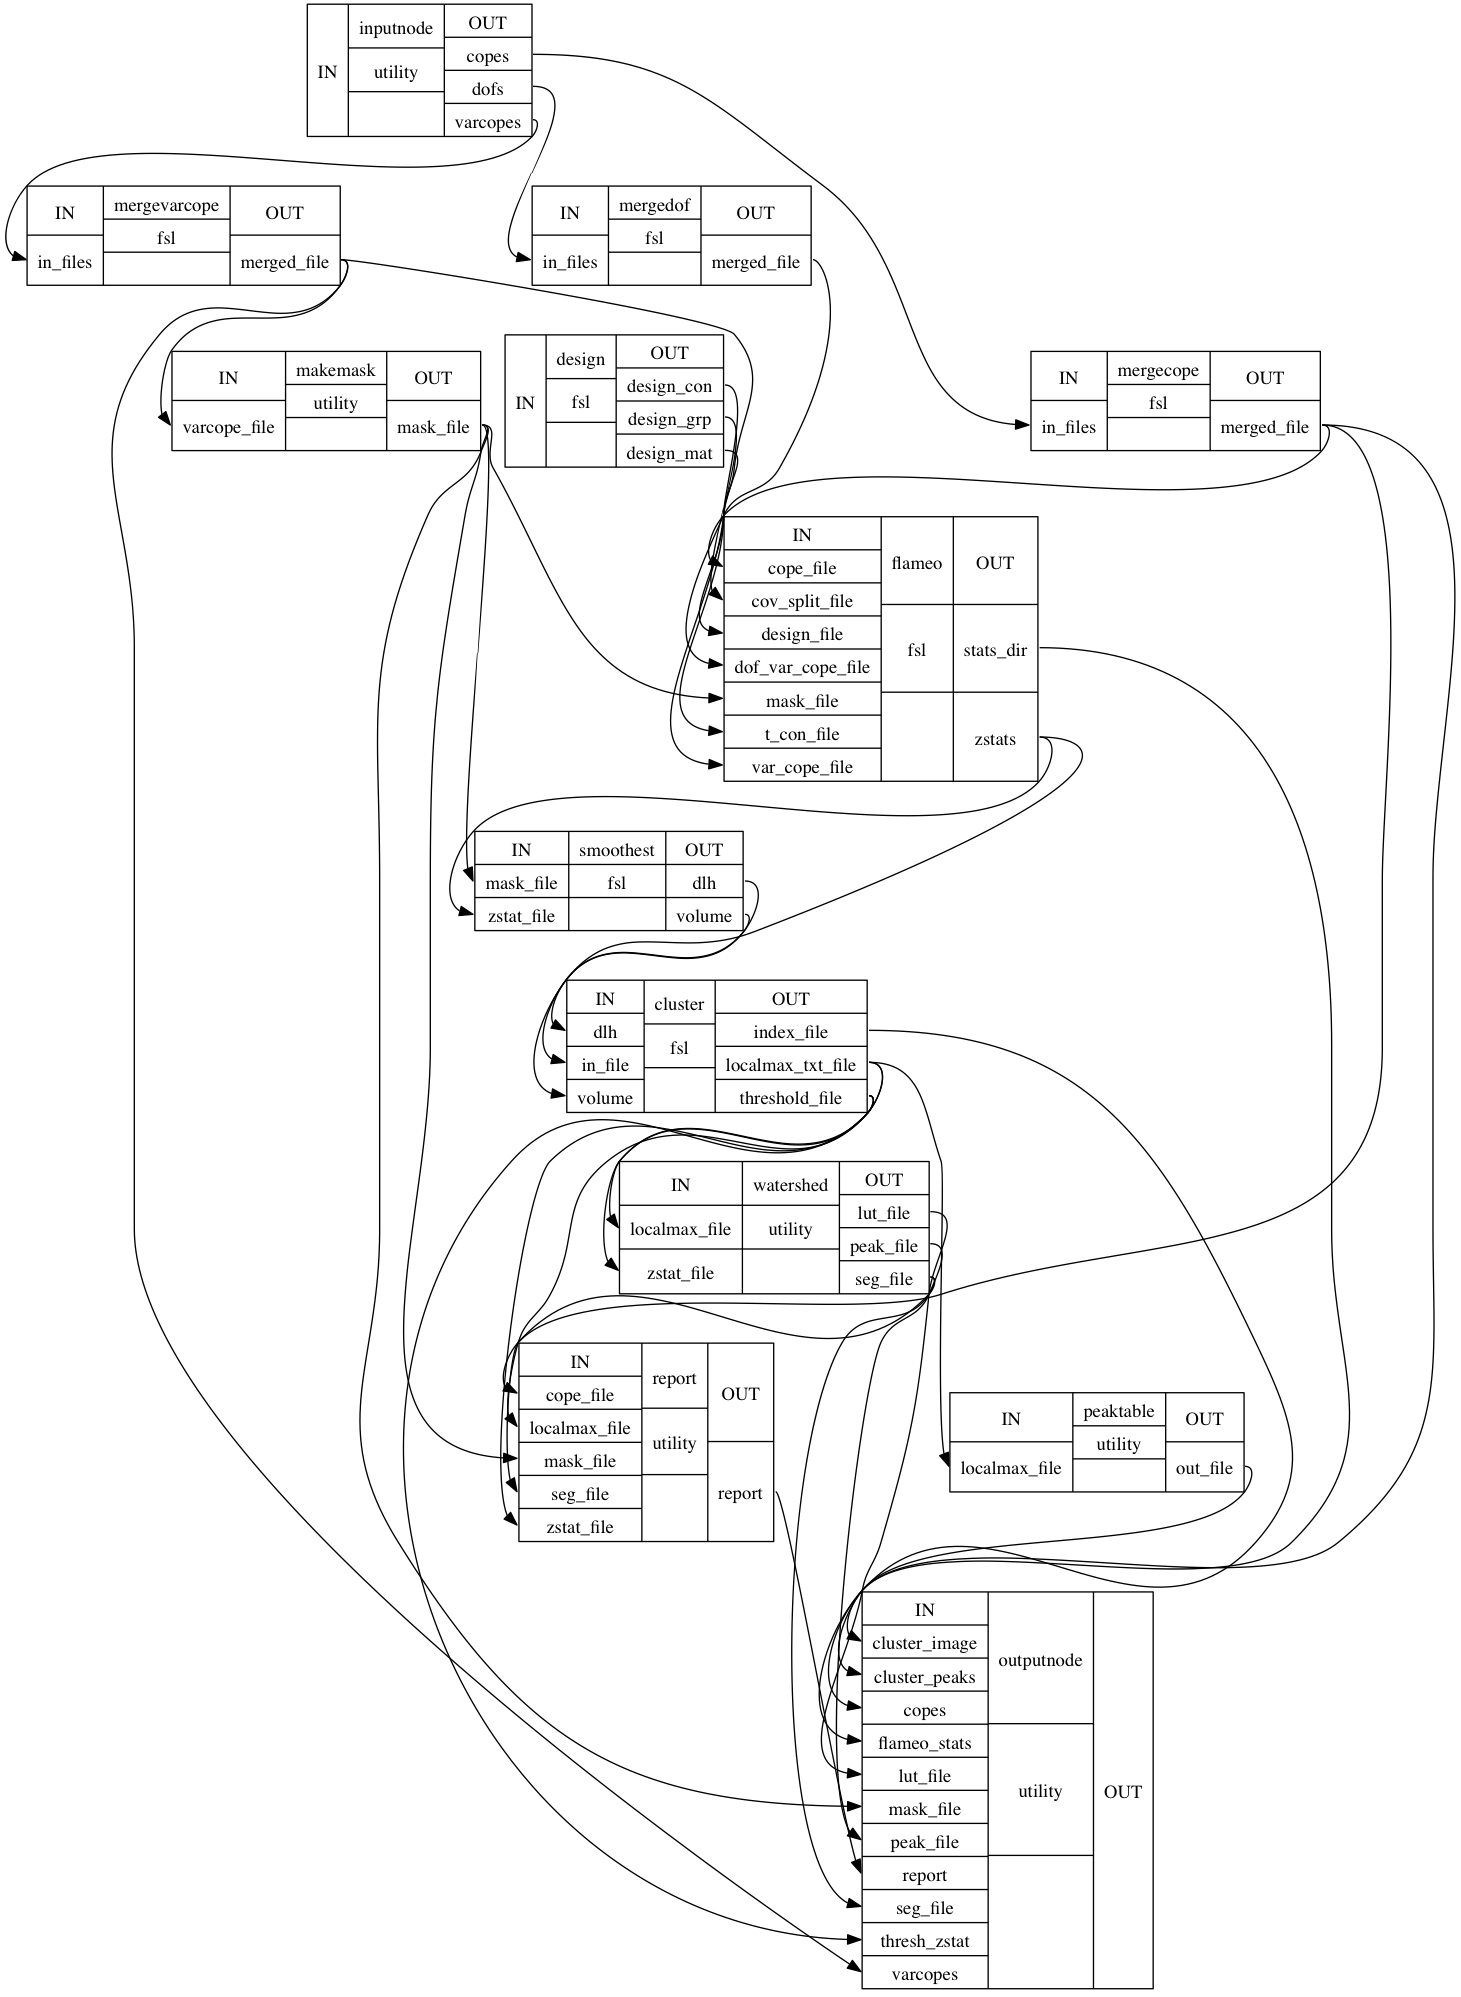 IN
inputnode
utility
OUT
copes
dofs
varcopes
IN
in_files
mergevarcope
fsl
OUT
merged_file
IN
in_files
mergedof
fsl
OUT
merged_file
IN
varcope_file
makemask
utility
OUT
mask_file
IN
design
fsl
OUT
design_con
design_grp
design_mat
IN
in_files
mergecope
fsl
OUT
merged_file
IN
cope_file
cov_split_file
design_file
dof_var_cope_file
mask_file
t_con_file
var_cope_file
flameo
fsl
OUT
stats_dir
zstats
IN
mask_file
zstat_file
smoothest
fsl
OUT
dlh
volume
IN
dlh
in_file
volume
cluster
fsl
OUT
index_file
localmax_txt_file
threshold_file
IN
localmax_file
zstat_file
watershed
utility
OUT
lut_file
peak_file
seg_file
IN
cope_file
localmax_file
mask_file
seg_file
zstat_file
report
utility
OUT
report
IN
localmax_file
peaktable
utility
OUT
out_file
IN
cluster_image
cluster_peaks
copes
flameo_stats
lut_file
mask_file
peak_file
report
seg_file
thresh_zstat
varcopes
outputnode
utility
OUT